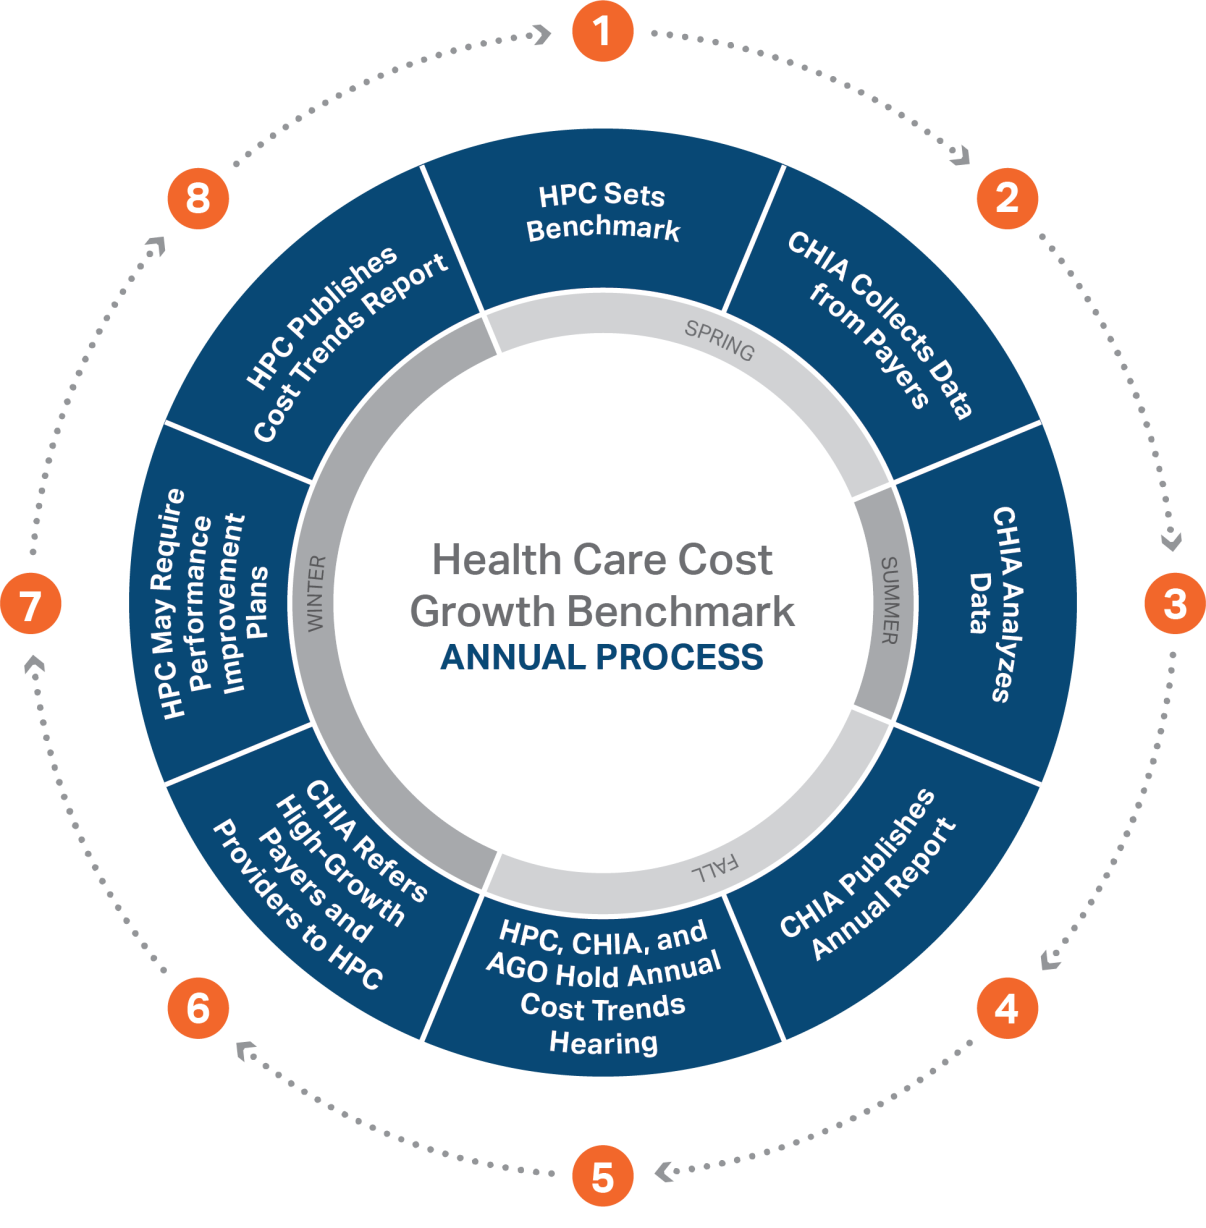 1
HPC Sets
Benchmark
2
CHIA Collects Data
from Payers
3
CHIA Analyzes
Data
4
CHIA Publishes
Annual Report
5
HPC, CHIA, and
AGO Hold Annual
Cost Trends
Hearing
6
CHIA Refers
High-Growth
Payers and
Providers to HPC
7
HPC May Require
Performance
Improvement
Plans
8
HPC Publishes
Cost Trends Report
SPRING
SUMMER
FALL
WINTER
Health Care Cost
Growth Benchmark
ANNUAL PROCESS